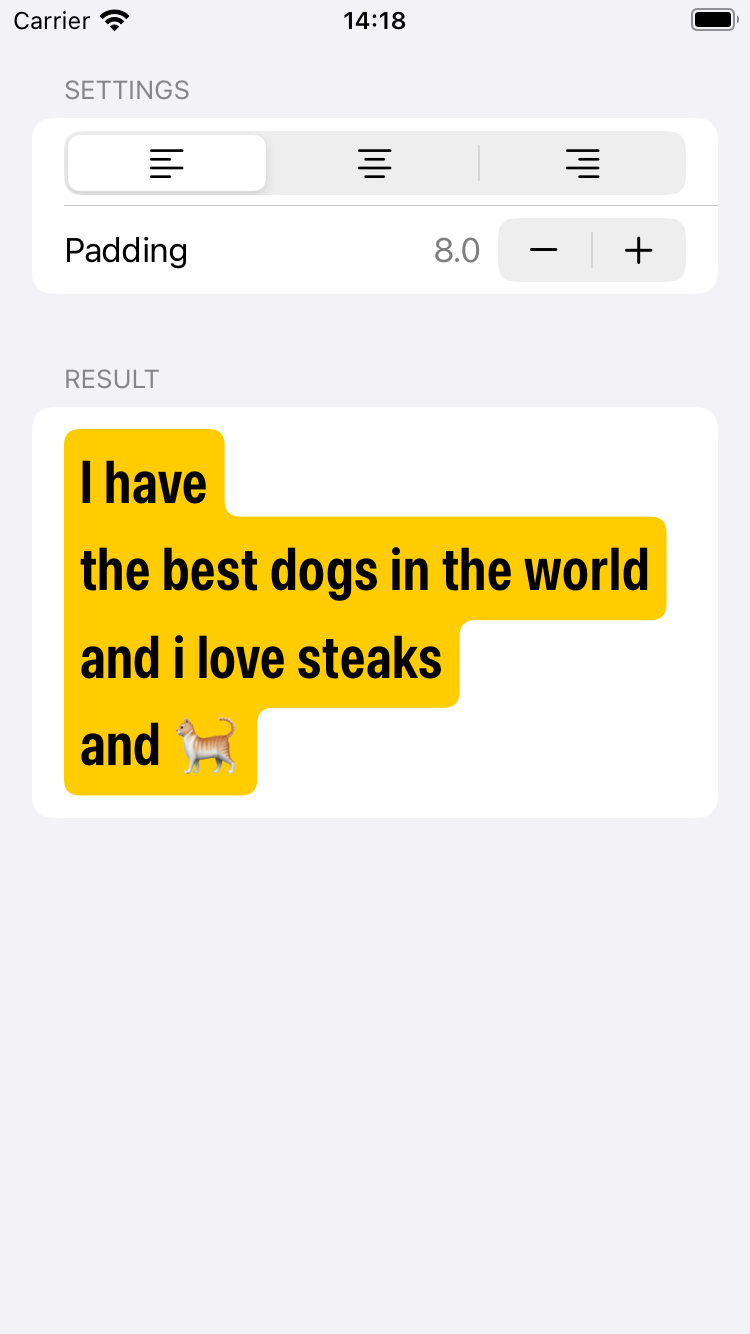 Carrier 14:18
SETTINGS
Padding 8.0
RESULT
I have
the best dogs in the world
and i love steaks
and 🐈